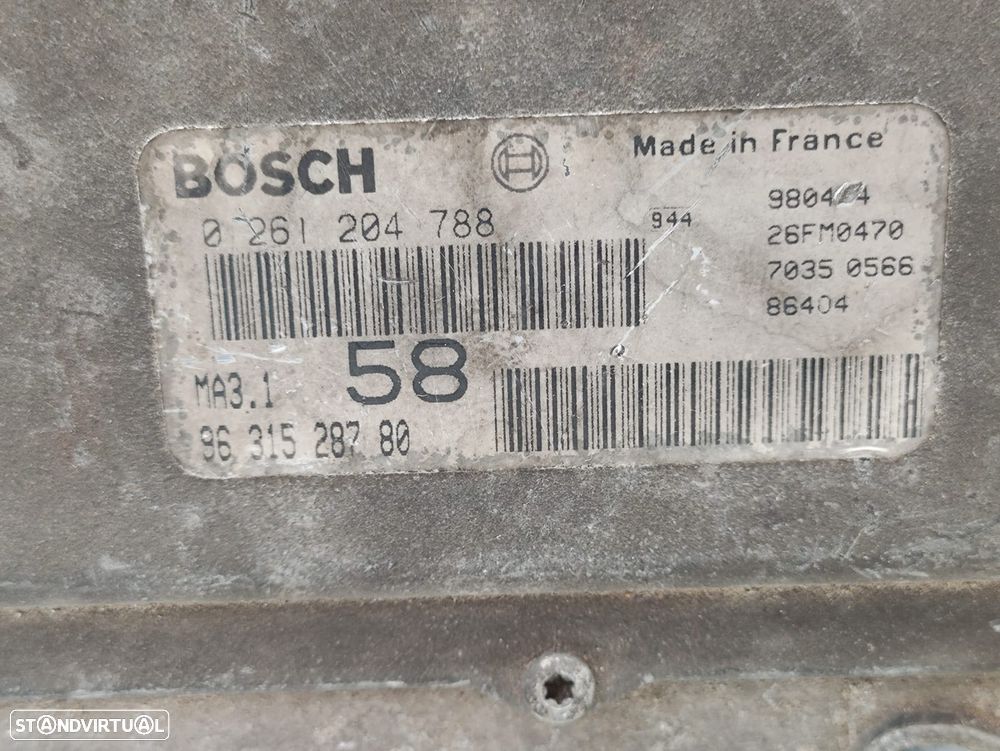 BOSCH
Made in France
0 261 204 788
944
26FM0470
7035 0566
86404
MA3.1
58
96 315 287 80
STANDVIRTUAL